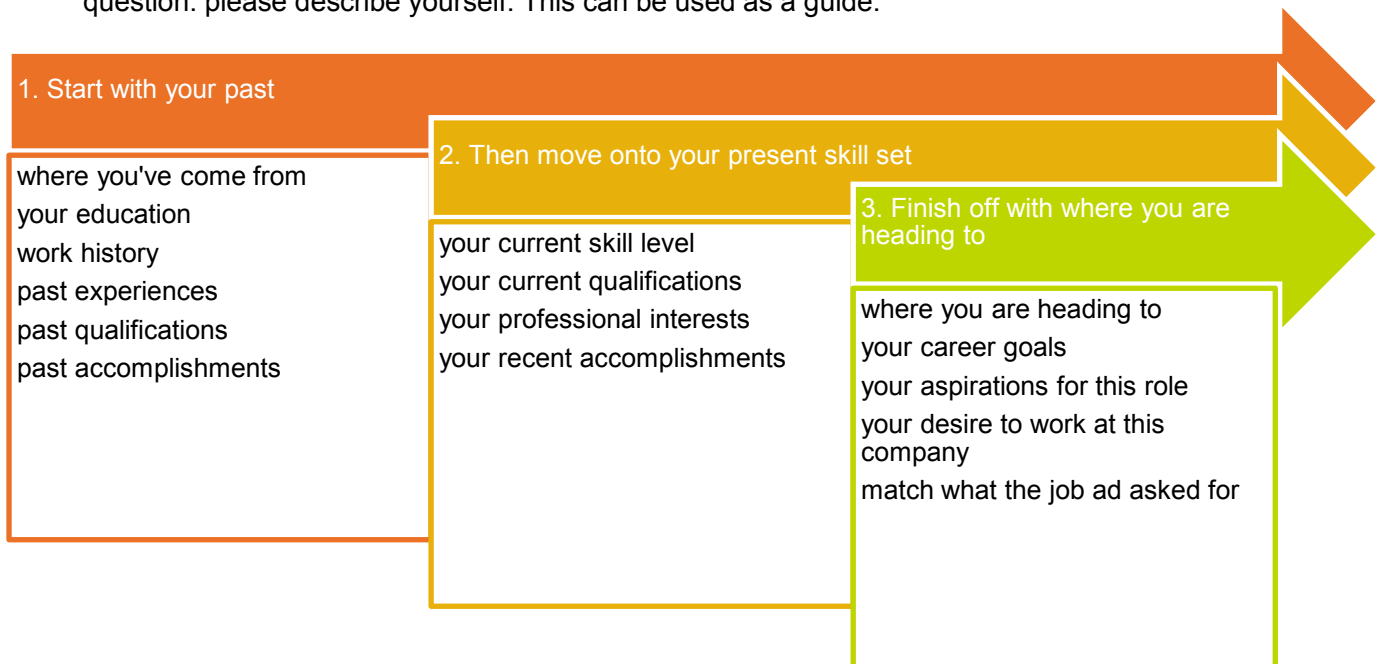 question: please describe yourself. This can be used as a guide.
1. Start with your past
where you've come from
your education
work history
past experiences
past qualifications
past accomplishments
2. Then move onto your present skill set
your current skill level
your current qualifications
your professional interests
your recent accomplishments
3. Finish off with where you are
heading to
where you are heading to
your career goals
your aspirations for this role
your desire to work at this
company
match what the job ad asked for